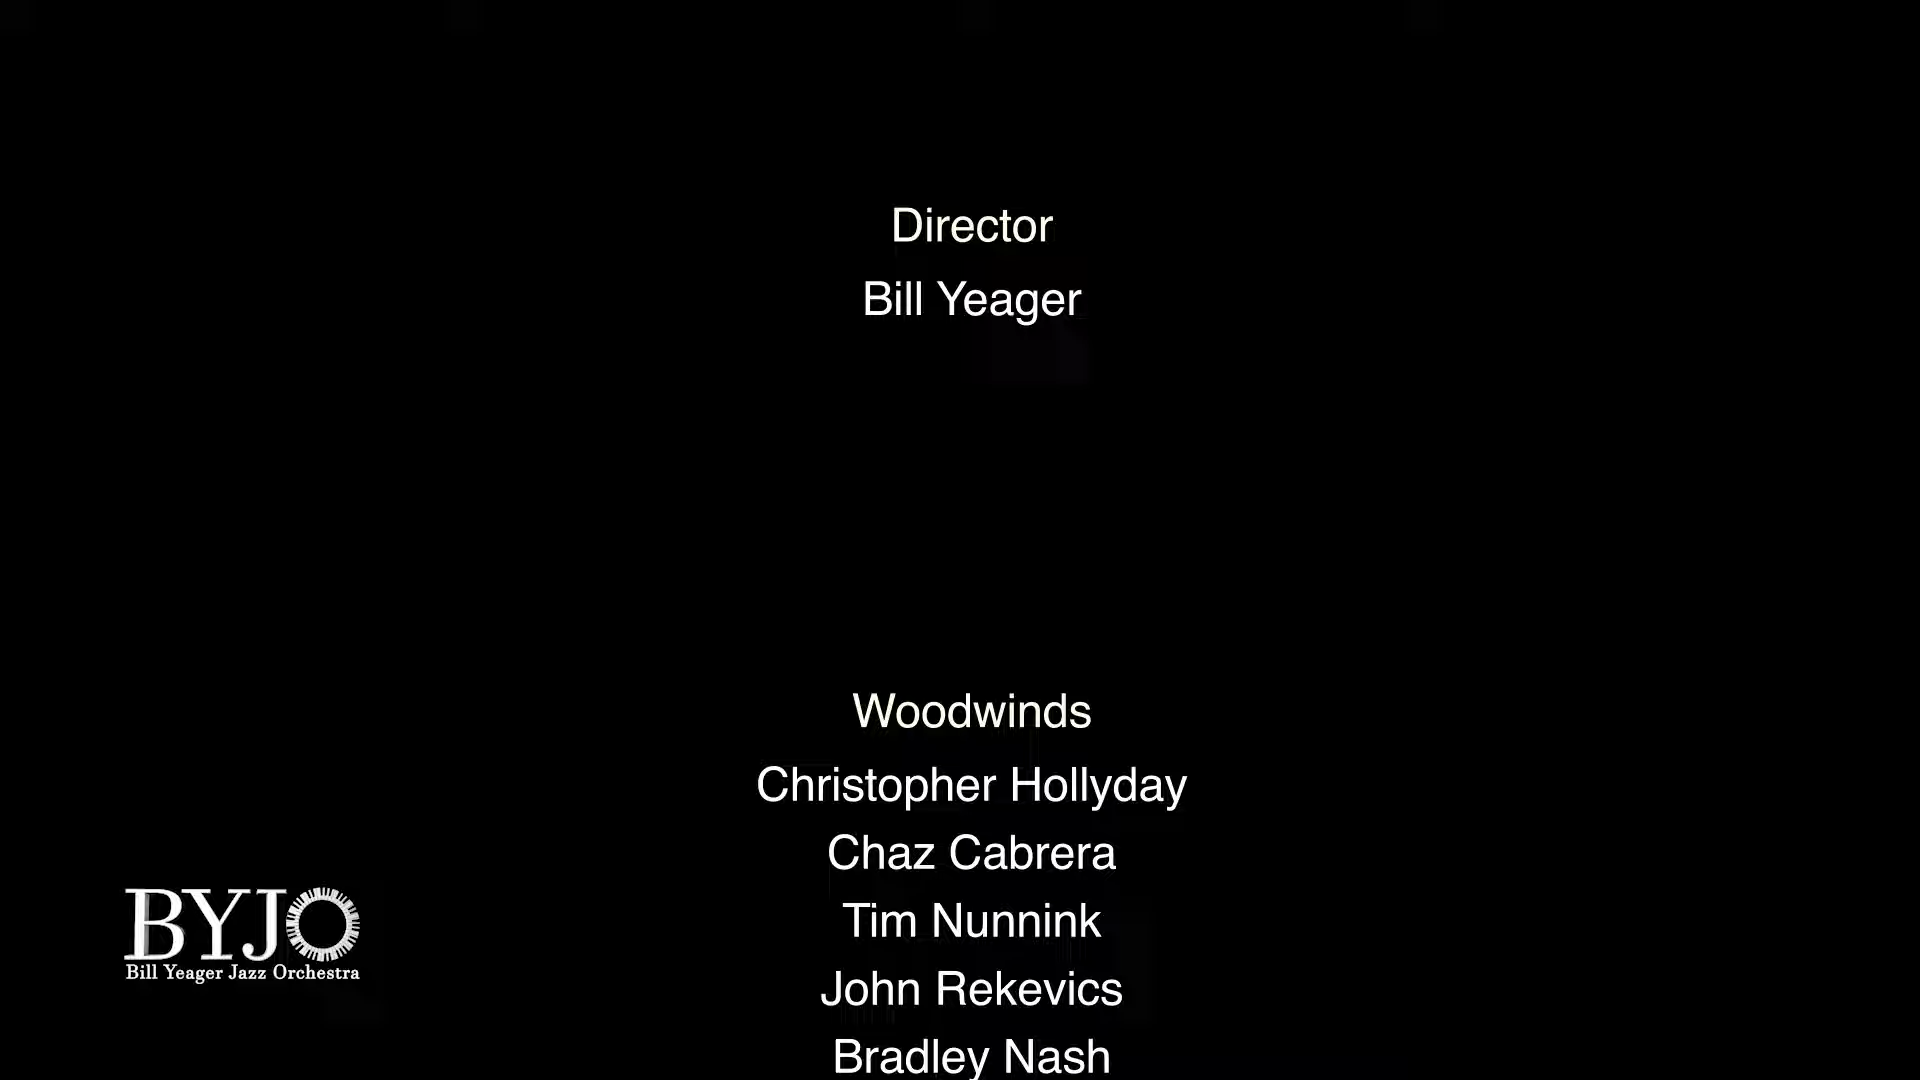 Director
Bill Yeager
Woodwinds
Christopher Hollyday
Chaz Cabrera
Tim Nunnink
John Rekevics
Bradley Nash
BYJO
Bill Yeager Jazz Orchestra